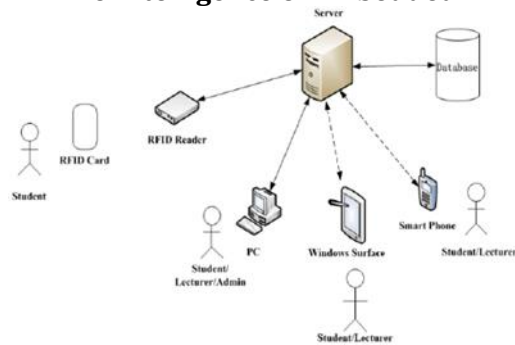 Server
Database
RFID Reader
RFID Card
Student
PC
Windows Surface
Smart Phone
Student/
Lecturer/Admin
Student/Lecturer
Student/Lecturer